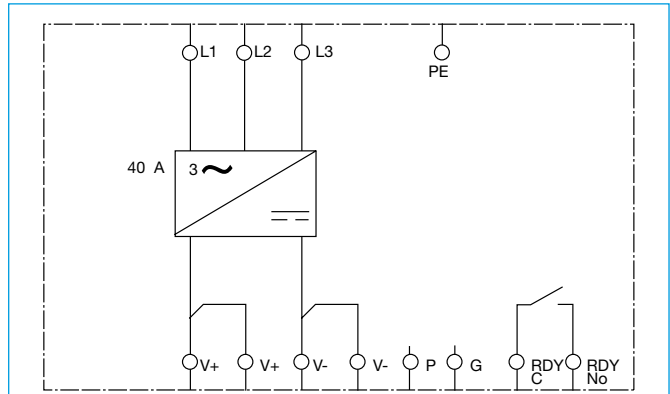 L1 L2 L3
PE
40 A 3
V+ V+ V- V- P G RDY RDY
C No